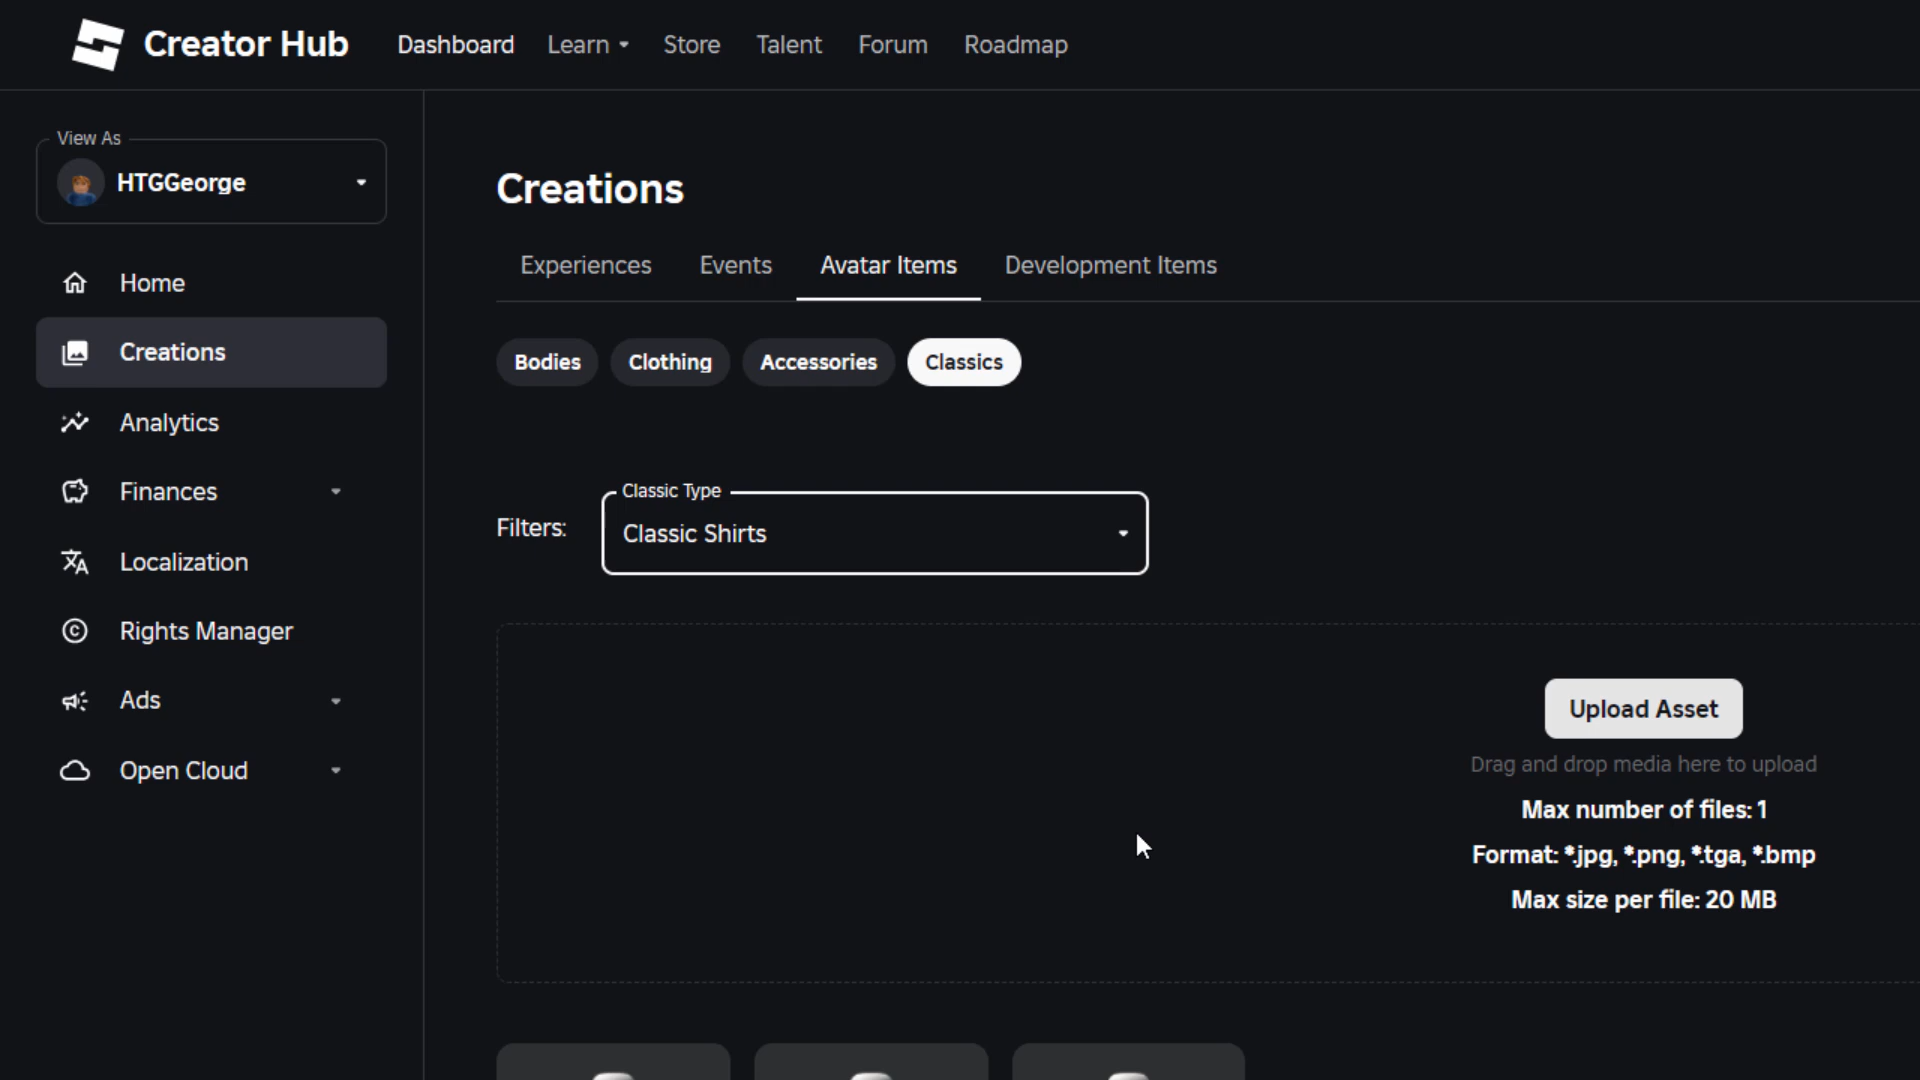 Creator Hub
Dashboard
Learn
Store
Talent
Forum
Roadmap
View As
HTGGeorge
Home
Creations
Analytics
Finances
Localization
Rights Manager
Ads
Open Cloud
Creations
Experiences
Events
Avatar Items
Development Items
Bodies
Clothing
Accessories
Classics
Filters:
Classic Type
Classic Shirts
Upload Asset
Drag and drop media here to upload
Max number of files: 1
Format: *.jpg, *.png, *.tga, *.bmp
Max size per file: 20 MB